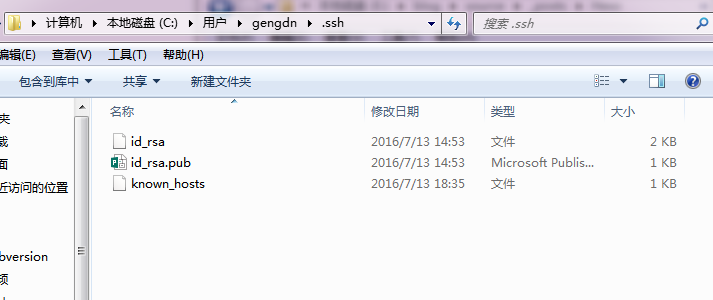 计算机 本地磁盘 (C:) 用户 gengdn .ssh 搜索 .ssh
编辑(E) 查看(V) 工具(T) 帮助(H)
包含到库中 共享 新建文件夹
名称 修改日期 类型 大小
夹
id_rsa 2016/7/13 14:53 文件 2 KB
载
id_rsa.pub 2016/7/13 14:53 Microsoft Publis... 1 KB
面
known_hosts 2016/7/13 18:35 文件 1 KB
近访问的位置
bversion
频